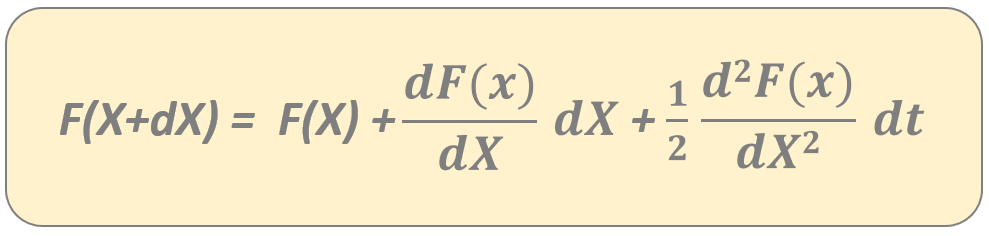 F(X+dX) = F(X) + dF(x)/dX dX + 1/2 d²F(x)/dX² dt